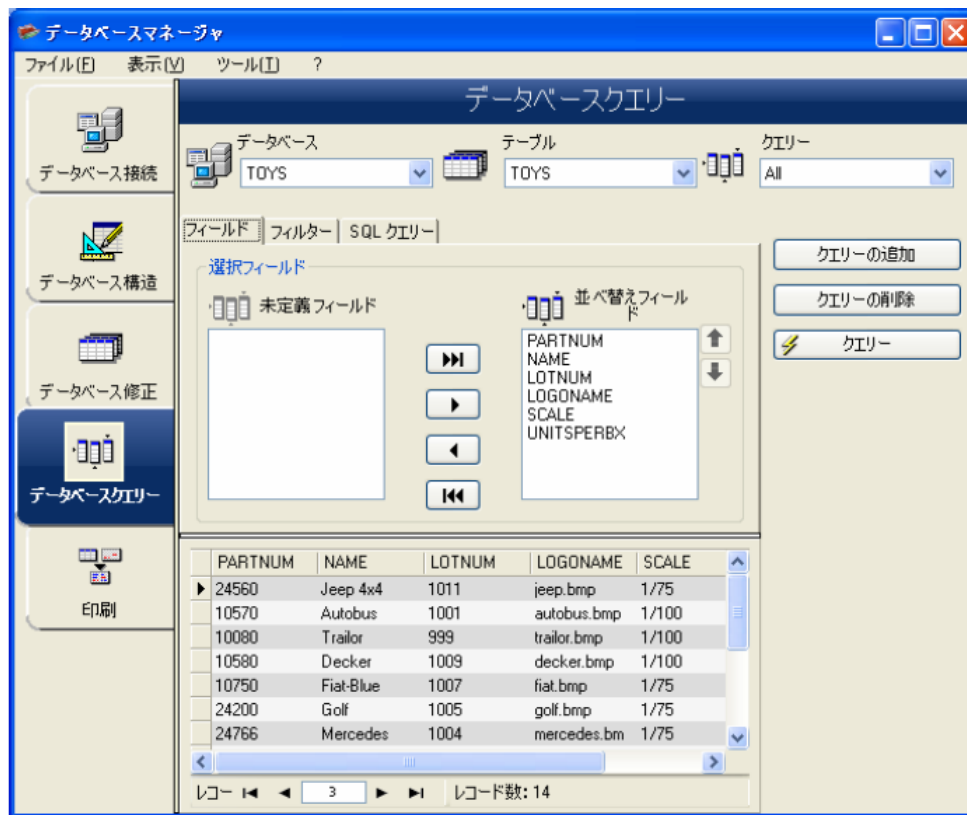 データベースマネージャ
ファイル(F) 表示(V) ツール(T) ?
データベース接続
データベース構造
データベース修正
データベースクエリー
印刷
データベースクエリー
データベース
TOYS
テーブル
TOYS
クエリー
All
フィールド フィルター SQL クエリー
選択フィールド
未定義フィールド
並べ替えフィール
ド
PARTNUM
NAME
LOTNUM
LOGONAME
SCALE
UNITSPERBX
クエリーの追加
クエリーの削除
クエリー
PARTNUM NAME LOTNUM LOGONAME SCALE
24560 Jeep 4x4 1011 jeep.bmp 1/75
10570 Autobus 1001 autobus.bmp 1/100
10080 Trailor 999 trailor.bmp 1/100
10580 Decker 1009 decker.bmp 1/100
10750 Fiat-Blue 1007 fiat.bmp 1/75
24200 Golf 1005 golf.bmp 1/75
24766 Mercedes 1004 mercedes.bm 1/75
レコー 3 レコード数: 14